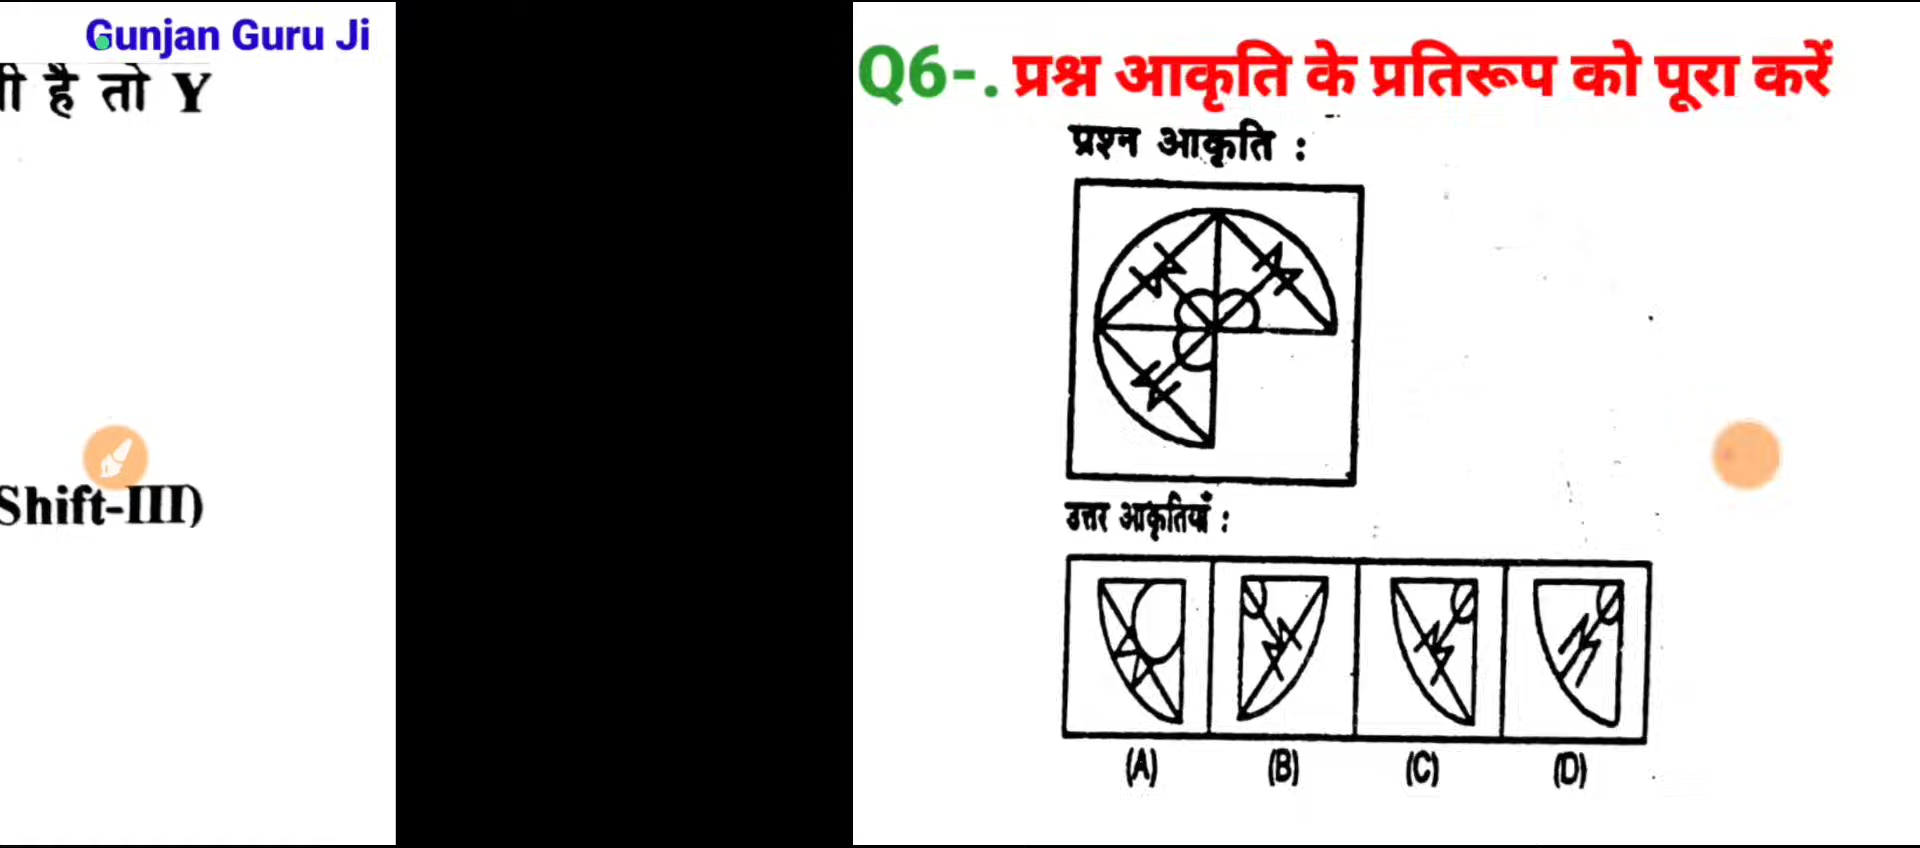 Gunjan Guru Ji
है तो Y
Shift-III)
Q6-. प्रश्न आकृति के प्रतिरूप को पूरा करें
प्रश्न आकृति :
उत्तर आकृतियाँ :
(A) (B) (C) (D)